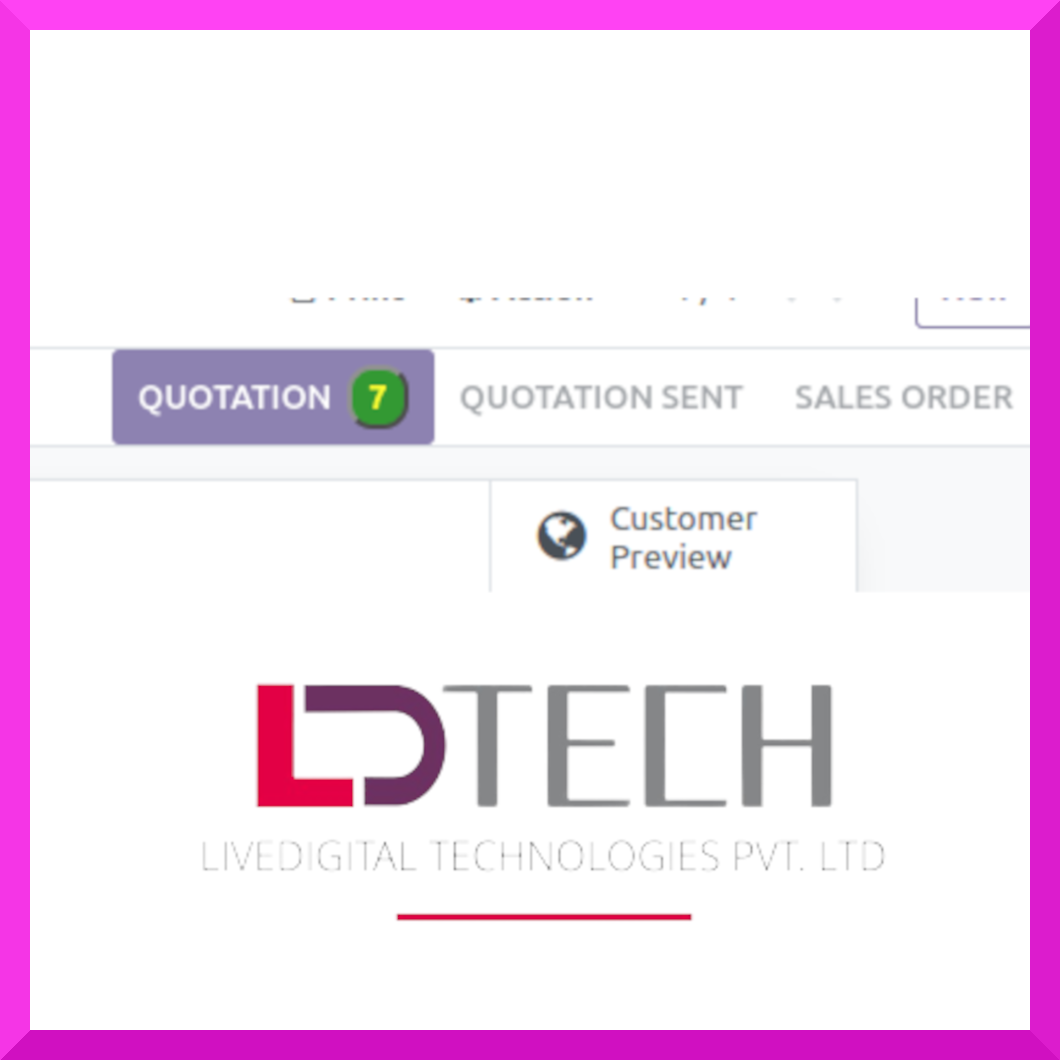 QUOTATION 7 QUOTATION SENT SALES ORDER
Customer
Preview
LDTECH
LIVEDIGITAL TECHNOLOGIES PVT. LTD